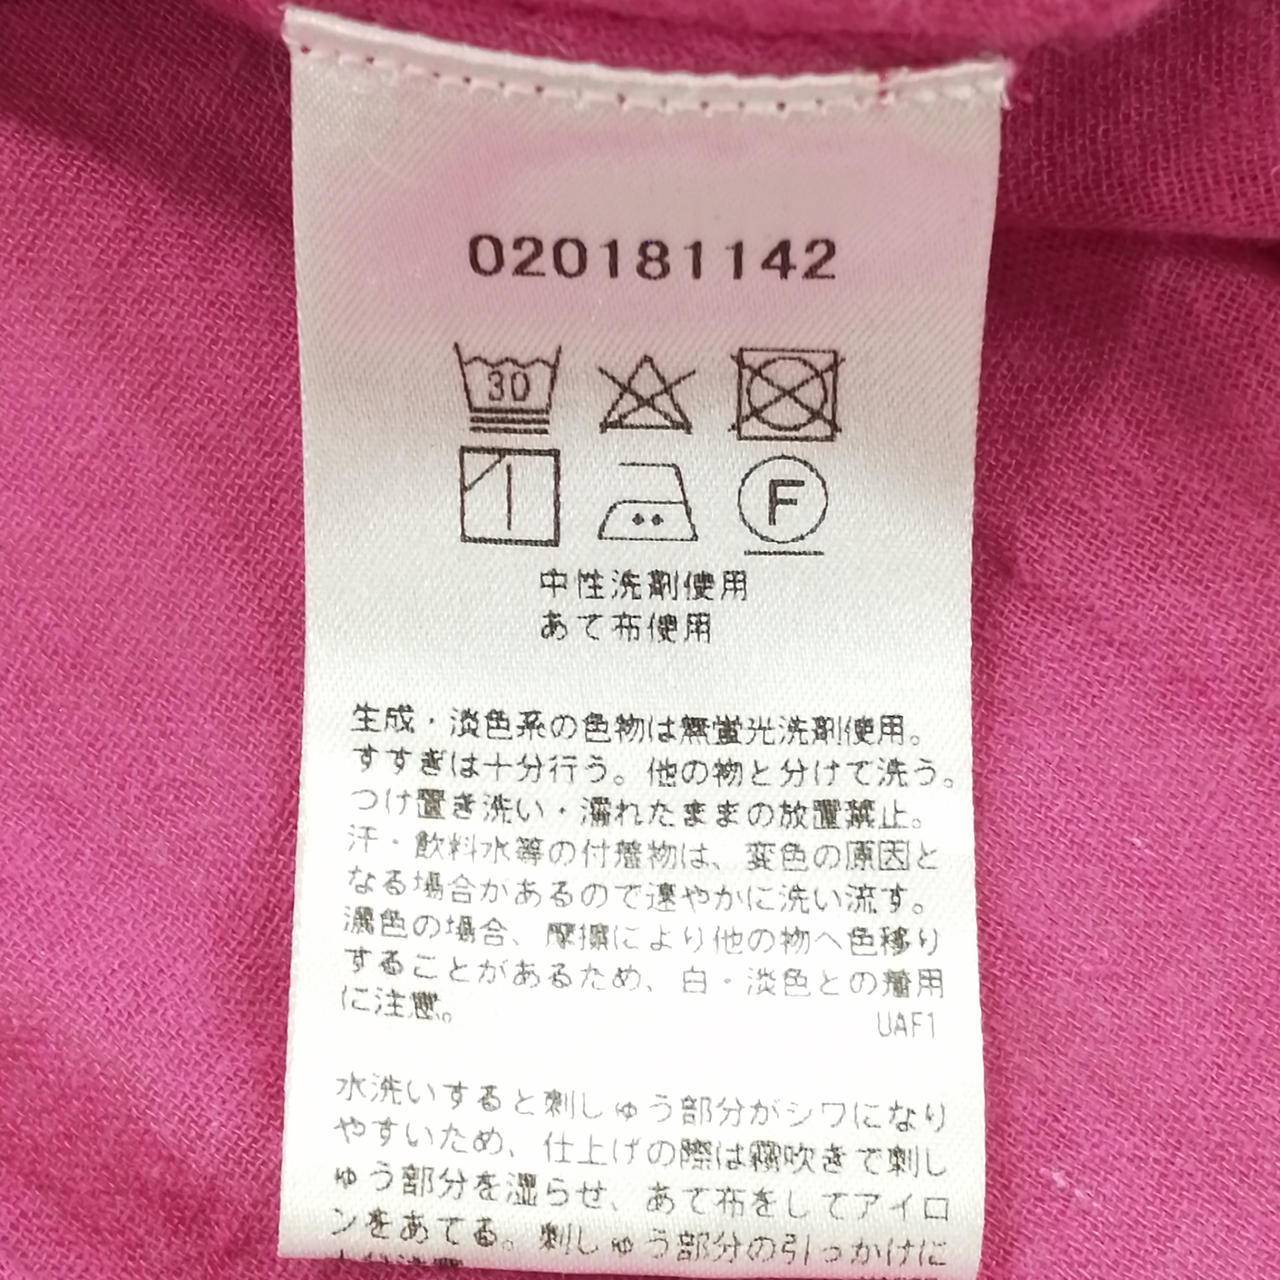 020181142
30
F
中性洗剤使用
あて布使用
生成・淡色系の色物は無蛍光洗剤使用。
すすぎは十分行う。他の物と分けて洗う。
つけ置き洗い・濡れたままの放置禁止。
汗・飲料水等の付着物は、変色の原因と
なる場合があるので速やかに洗い流す。
濃色の場合、摩擦により他の物へ色移り
することがあるため、白・淡色との着用
に注意。
UAF1
水洗いすると刺しゅう部分がシワになり
やすいため、仕上げの際は霧吹きで刺し
ゅう部分を湿らせ、あて布をしてアイロ
ンをあてる。刺しゅう部分の引っかけに